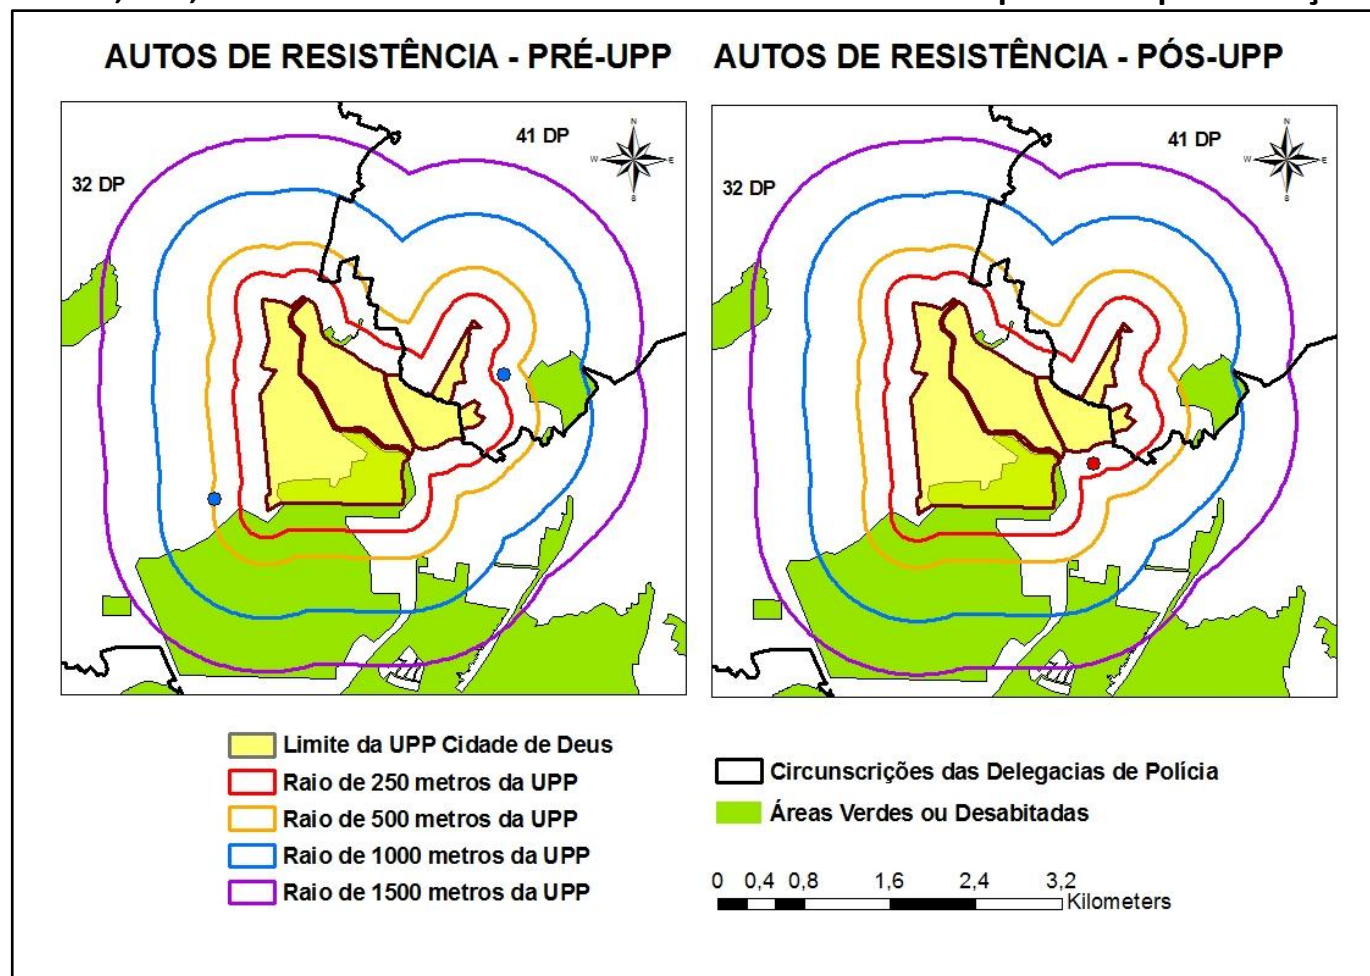 AUTOS DE RESISTÊNCIA - PRÉ-UPP
AUTOS DE RESISTÊNCIA - PÓS-UPP
41 DP
32 DP
N
W
E
S
41 DP
32 DP
N
W
E
S
Limite da UPP Cidade de Deus
Raio de 250 metros da UPP
Raio de 500 metros da UPP
Raio de 1000 metros da UPP
Raio de 1500 metros da UPP
Circunscrições das Delegacias de Polícia
Áreas Verdes ou Desabitadas
0 0,4 0,8 1,6 2,4 3,2
Kilometers